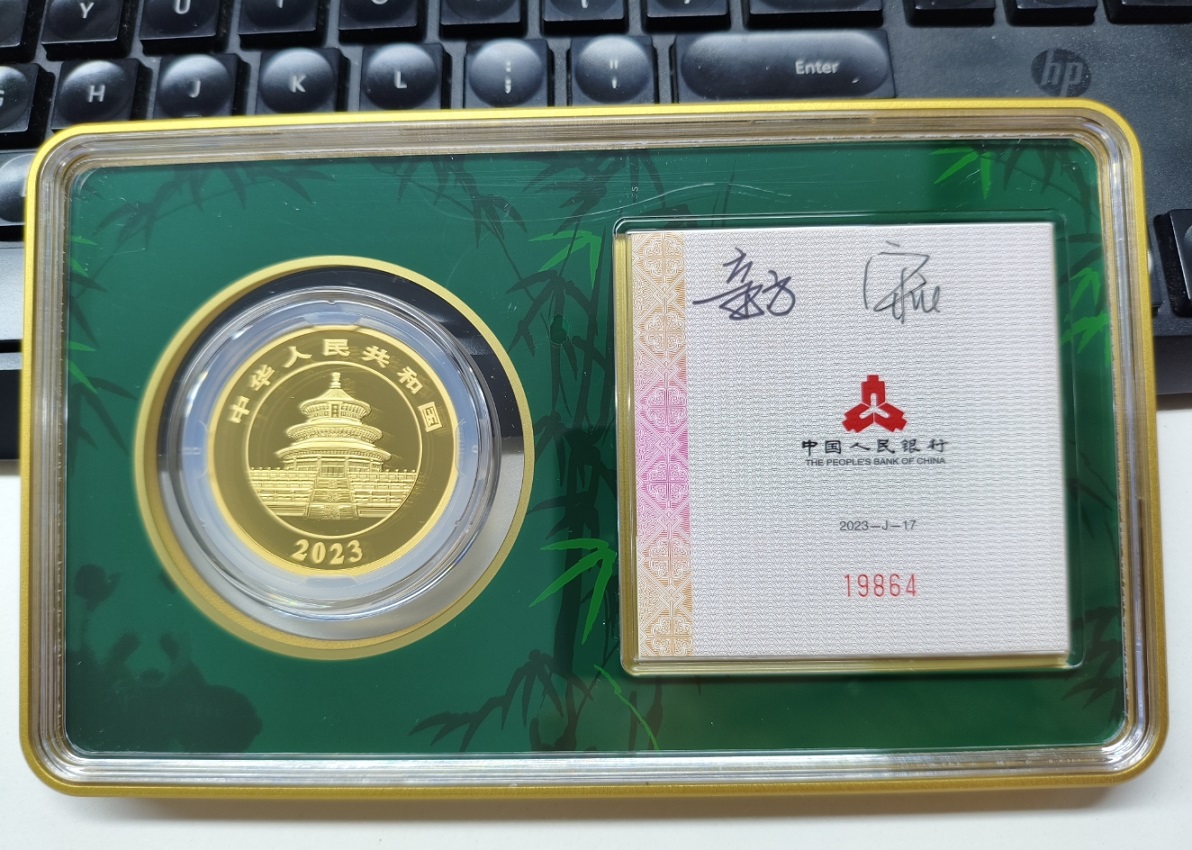 Y U
H J K L ; " Enter
hp
中华人民共和国
2023
中国人民银行
THE PEOPLE'S BANK OF CHINA
2023—J—17
19864